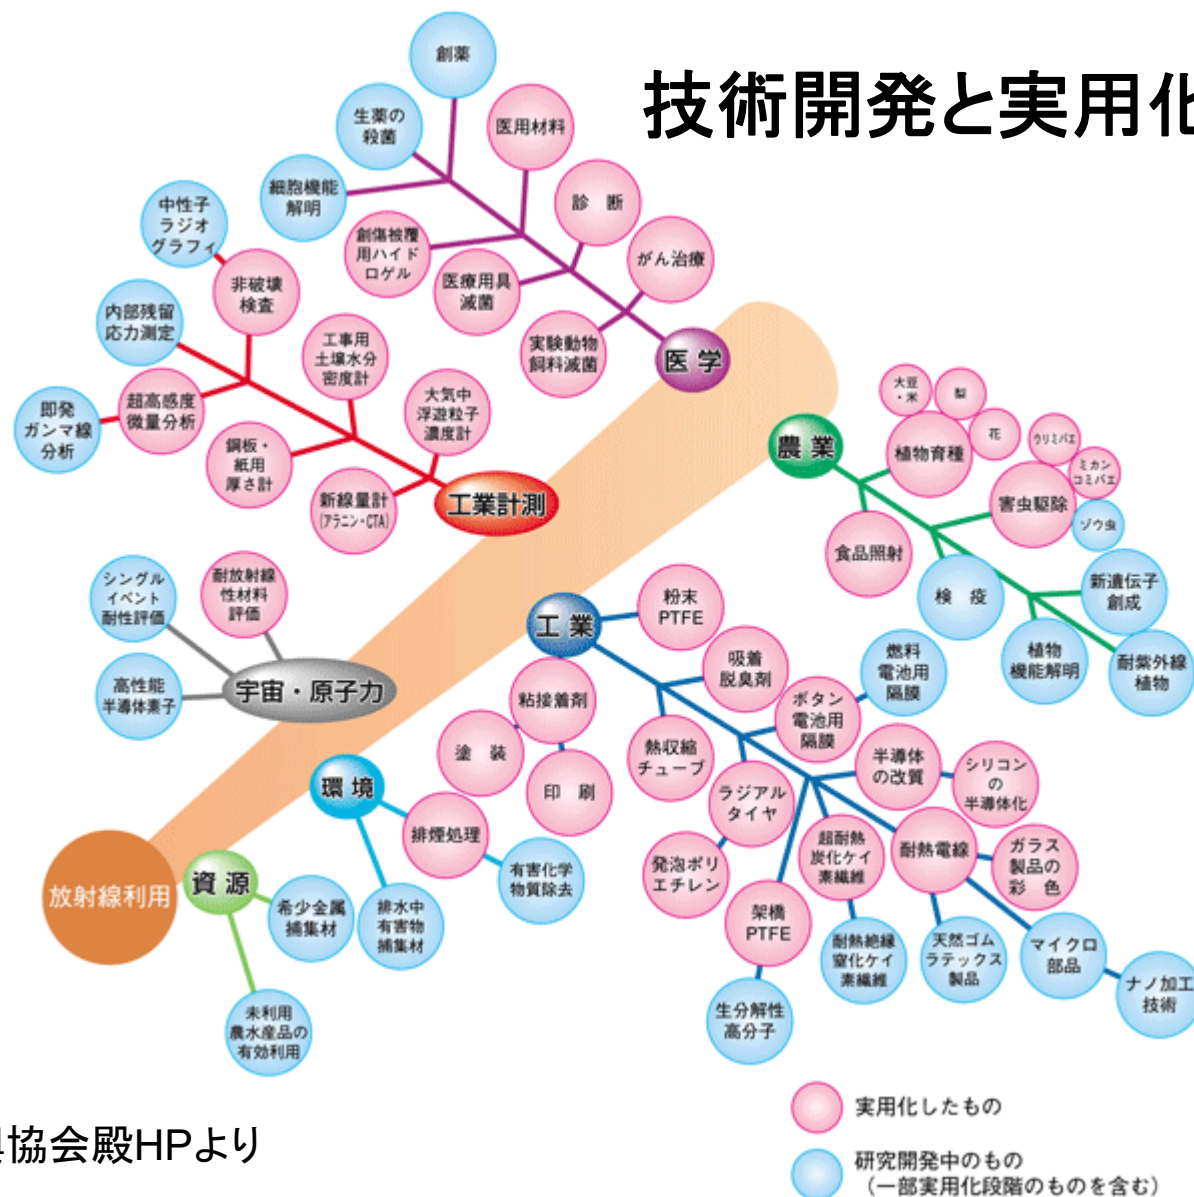 技術開発と実用化
創薬
生薬の
殺菌
医用材料
細胞機能
解明
診　断
中性子
ラジオ
グラフィ
創傷被覆
用ハイド
ロゲル
がん治療
非破壊
検査
医療用具
滅菌
内部残留
応力測定
工事用
土壌水分
密度計
実験動物
飼料滅菌
医 学
超高感度
微量分析
大気中
浮遊粒子
濃度計
即発
ガンマ線
分析
鋼板・
紙用
厚さ計
新線量計
(アラニン・CTA)
工業計測
大豆
・米
梨
花
農 業
植物育種
ウリミバエ
ミカン
コミバエ
害虫駆除
ゾウ虫
食品照射
検　疫
新遺伝子
創成
植物
機能解明
耐紫外線
植物
シングル
イベント
耐性評価
耐放射線
性材料
評価
高性能
半導体素子
宇宙・原子力
工 業
粉末
PTFE
吸着
脱臭剤
燃料
電池用
隔膜
粘接着剤
ボタン
電池用
隔膜
塗　装
印　刷
熱収縮
チューブ
半導体
の改質
シリコン
の
半導体化
ラジアル
タイヤ
環 境
排煙処理
発泡ポリ
エチレン
超耐熱
炭化ケイ
素繊維
耐熱電線
ガラス
製品の
彩　色
有害化学
物質除去
放射線利用
資 源
希少金属
捕集材
排水中
有害物
捕集材
架橋
PTFE
耐熱絶縁
窒化ケイ
素繊維
天然ゴム
ラテックス
製品
マイクロ
部品
ナノ加工
技術
未利用
農水産品の
有効利用
生分解性
高分子
実用化したもの
協会殿HPより
研究開発中のもの
（一部実用化段階のものを含む）